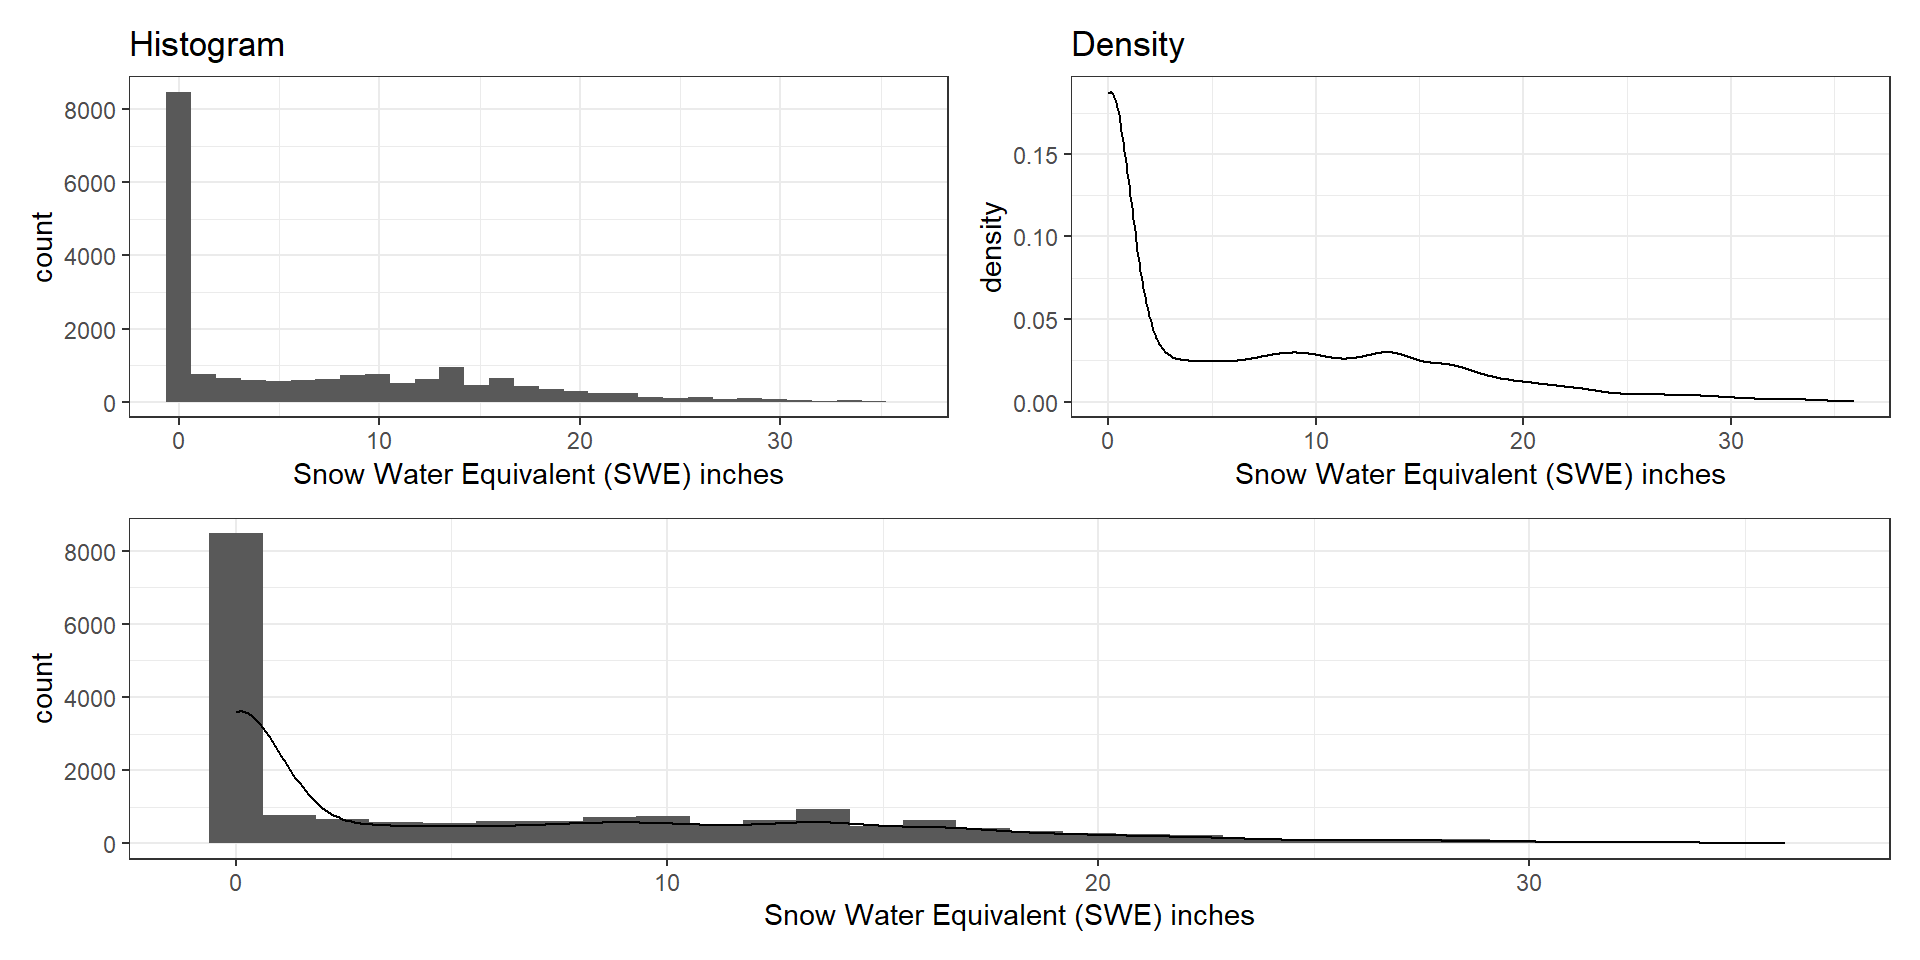 Histogram
8000
6000
4000
2000
0
count
0 10 20 30
Snow Water Equivalent (SWE) inches
Density
0.15
0.10
0.05
0.00
density
0 10 20 30
Snow Water Equivalent (SWE) inches
8000
6000
4000
2000
0
count
0 10 20 30
Snow Water Equivalent (SWE) inches